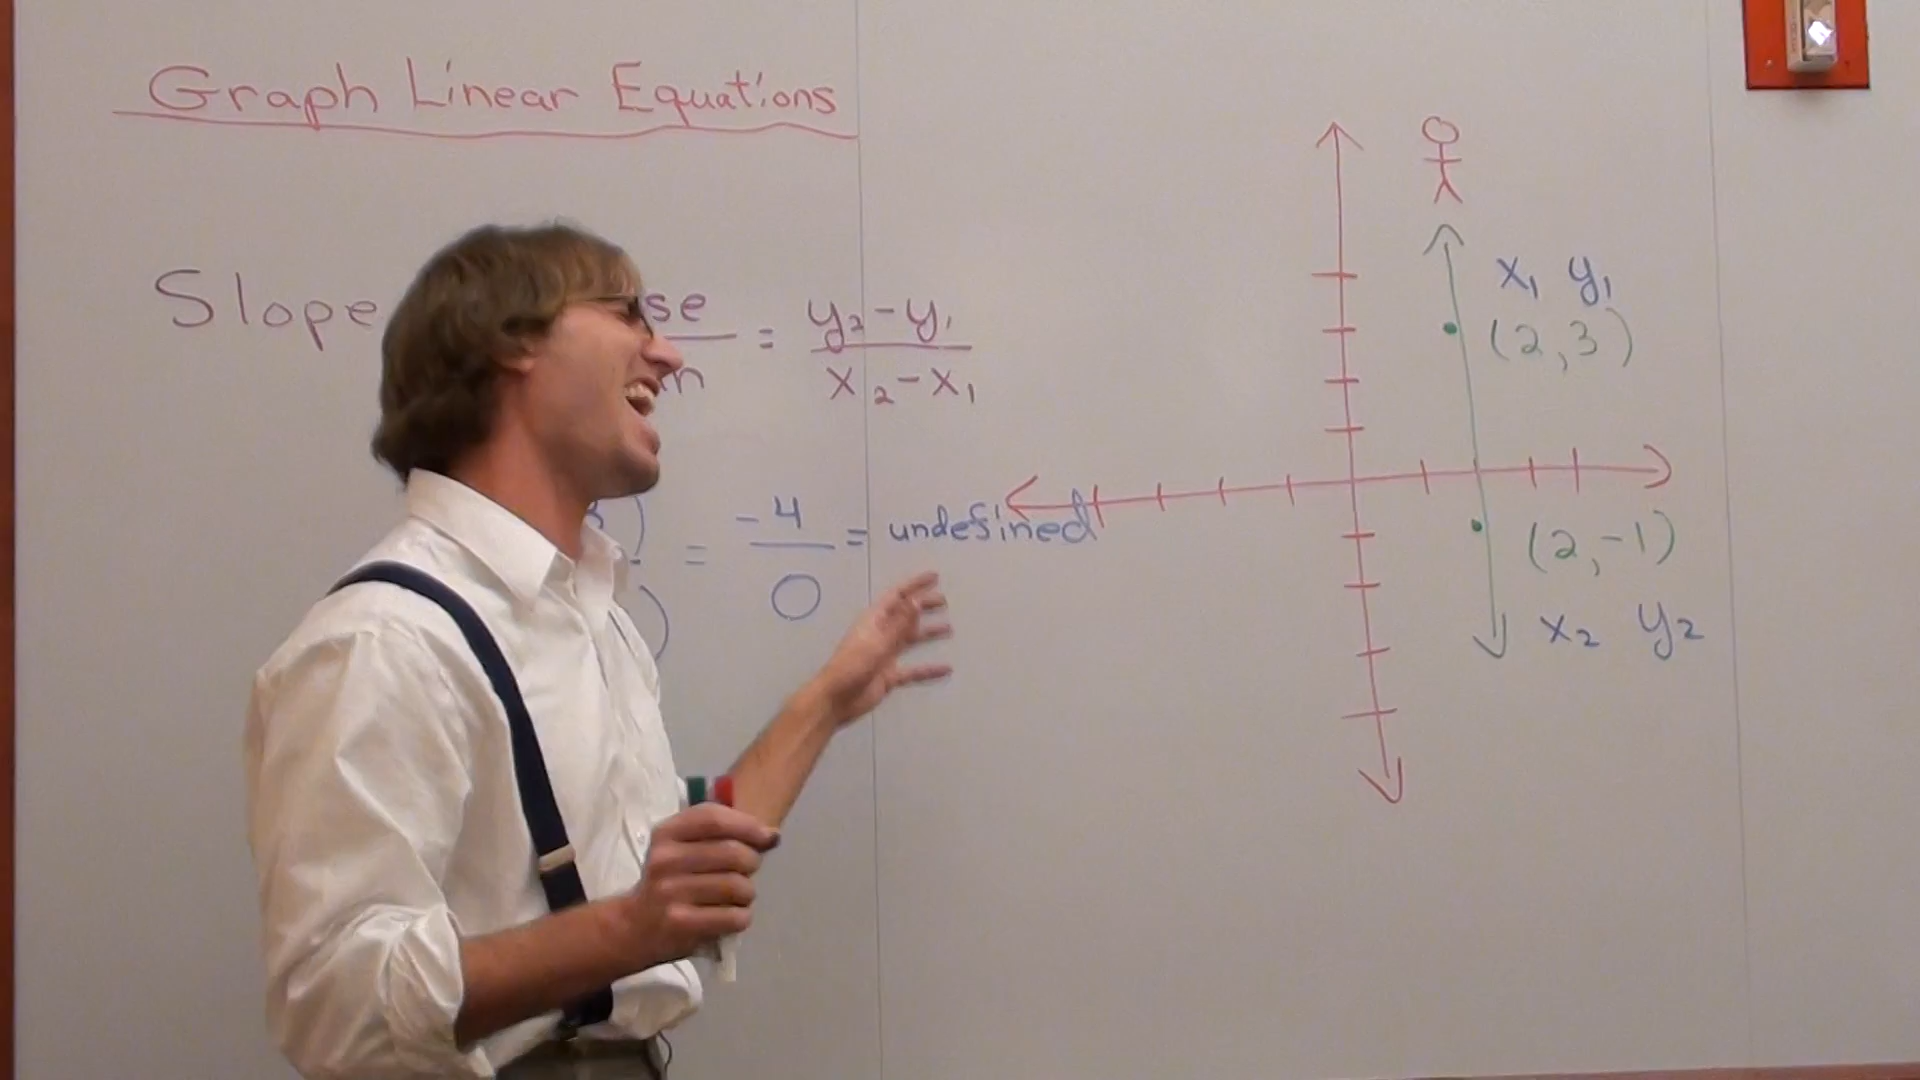 Graph Linear Equations
Slope se = y₂-y₁
n x₂-x₁
) = -4 = undefined
) 0
x₁ y₁
(2,3)
(2,-1)
x₂ y₂